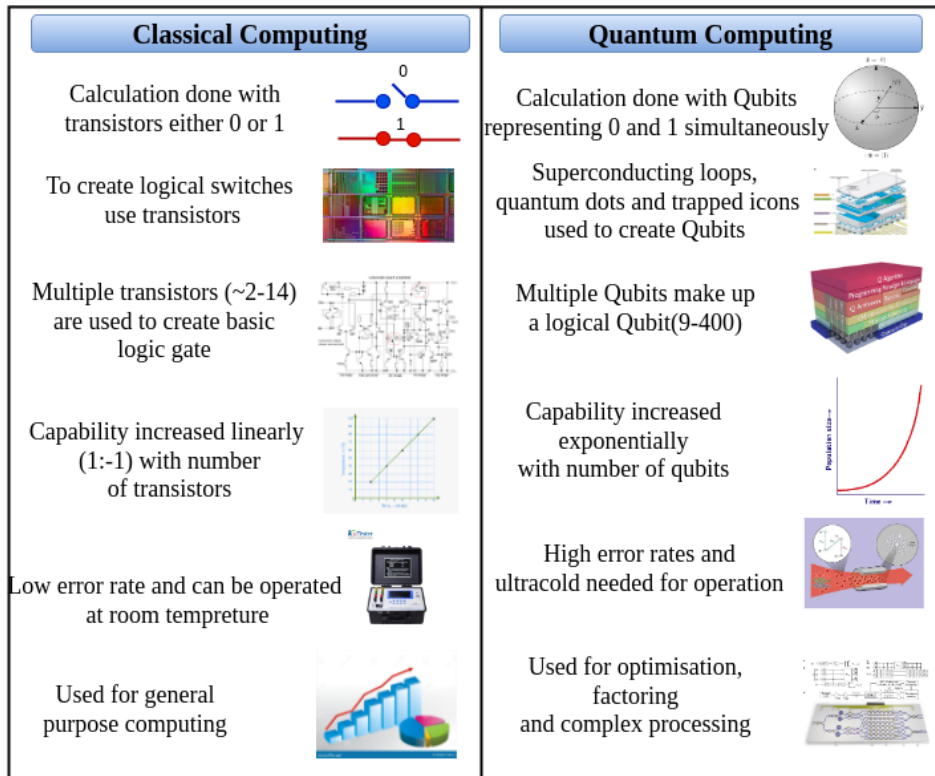 Classical Computing
Calculation done with
transistors either 0 or 1
0
1
To create logical switches
use transistors
Multiple transistors (~2-14)
are used to create basic
logic gate
Capability increased linearly
(1:-1) with number
of transistors
Low error rate and can be operated
at room tempreture
Used for general
purpose computing
Quantum Computing
Calculation done with Qubits
representing 0 and 1 simultaneously
Superconducting loops,
quantum dots and trapped icons
used to create Qubits
Multiple Qubits make up
a logical Qubit(9-400)
Q Algorithm
Capability increased
exponentially
with number of qubits
Population size
Time
High error rates and
ultracold needed for operation
Used for optimisation,
factoring
and complex processing